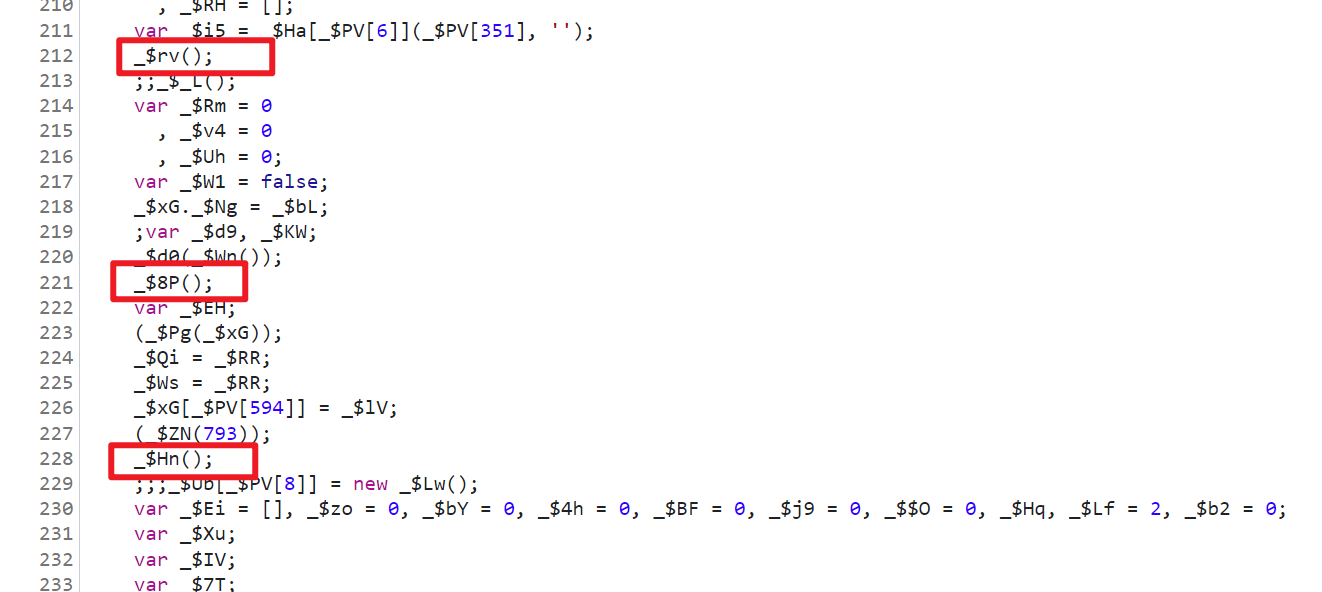 210 , _$RH = [];
211 var _$i5 = _$Ha[_$PV[6]](_$PV[351], '');
212 _$rv();
213 ;;_$_L();
214 var _$Rm = 0
215 , _$v4 = 0
216 , _$Uh = 0;
217 var _$W1 = false;
218 _$xG._$Ng = _$bL;
219 ;var _$d9, _$KW;
220 _$d0(_$Wn());
221 _$8P();
222 var _$EH;
223 (_$Pg(_$xG));
224 _$Qi = _$RR;
225 _$Ws = _$RR;
226 _$xG[_$PV[594]] = _$lV;
227 (_$ZN(793));
228 _$Hn();
229 ;;;_$Ub[_$PV[8]] = new _$Lw();
230 var _$Ei = [], _$zo = 0, _$bY = 0, _$4h = 0, _$BF = 0, _$j9 = 0, _$$O = 0, _$Hq, _$Lf = 2, _$b2 = 0;
231 var _$Xu;
232 var _$IV;
233 var _$7T;